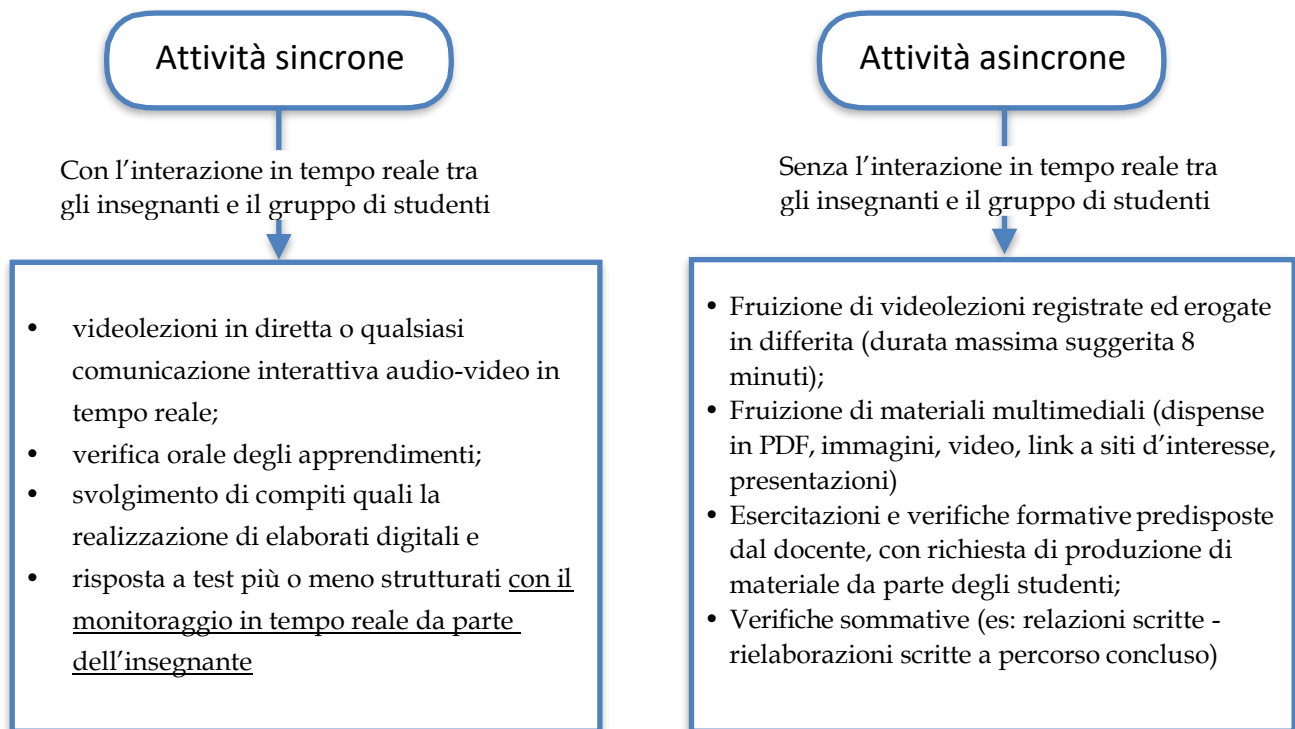 Attività sincrone
Con l’interazione in tempo reale tra
gli insegnanti e il gruppo di studenti
• videolezioni in diretta o qualsiasi
comunicazione interattiva audio-video in
tempo reale;
• verifica orale degli apprendimenti;
• svolgimento di compiti quali la
realizzazione di elaborati digitali e
• risposta a test più o meno strutturati con il
monitoraggio in tempo reale da parte
dell’insegnante
Attività asincrone
Senza l’interazione in tempo reale tra
gli insegnanti e il gruppo di studenti
• Fruizione di videolezioni registrate ed erogate
in differita (durata massima suggerita 8
minuti);
• Fruizione di materiali multimediali (dispense
in PDF, immagini, video, link a siti d’interesse,
presentazioni)
• Esercitazioni e verifiche formative predisposte
dal docente, con richiesta di produzione di
materiale da parte degli studenti;
• Verifiche sommative (es: relazioni scritte -
rielaborazioni scritte a percorso concluso)